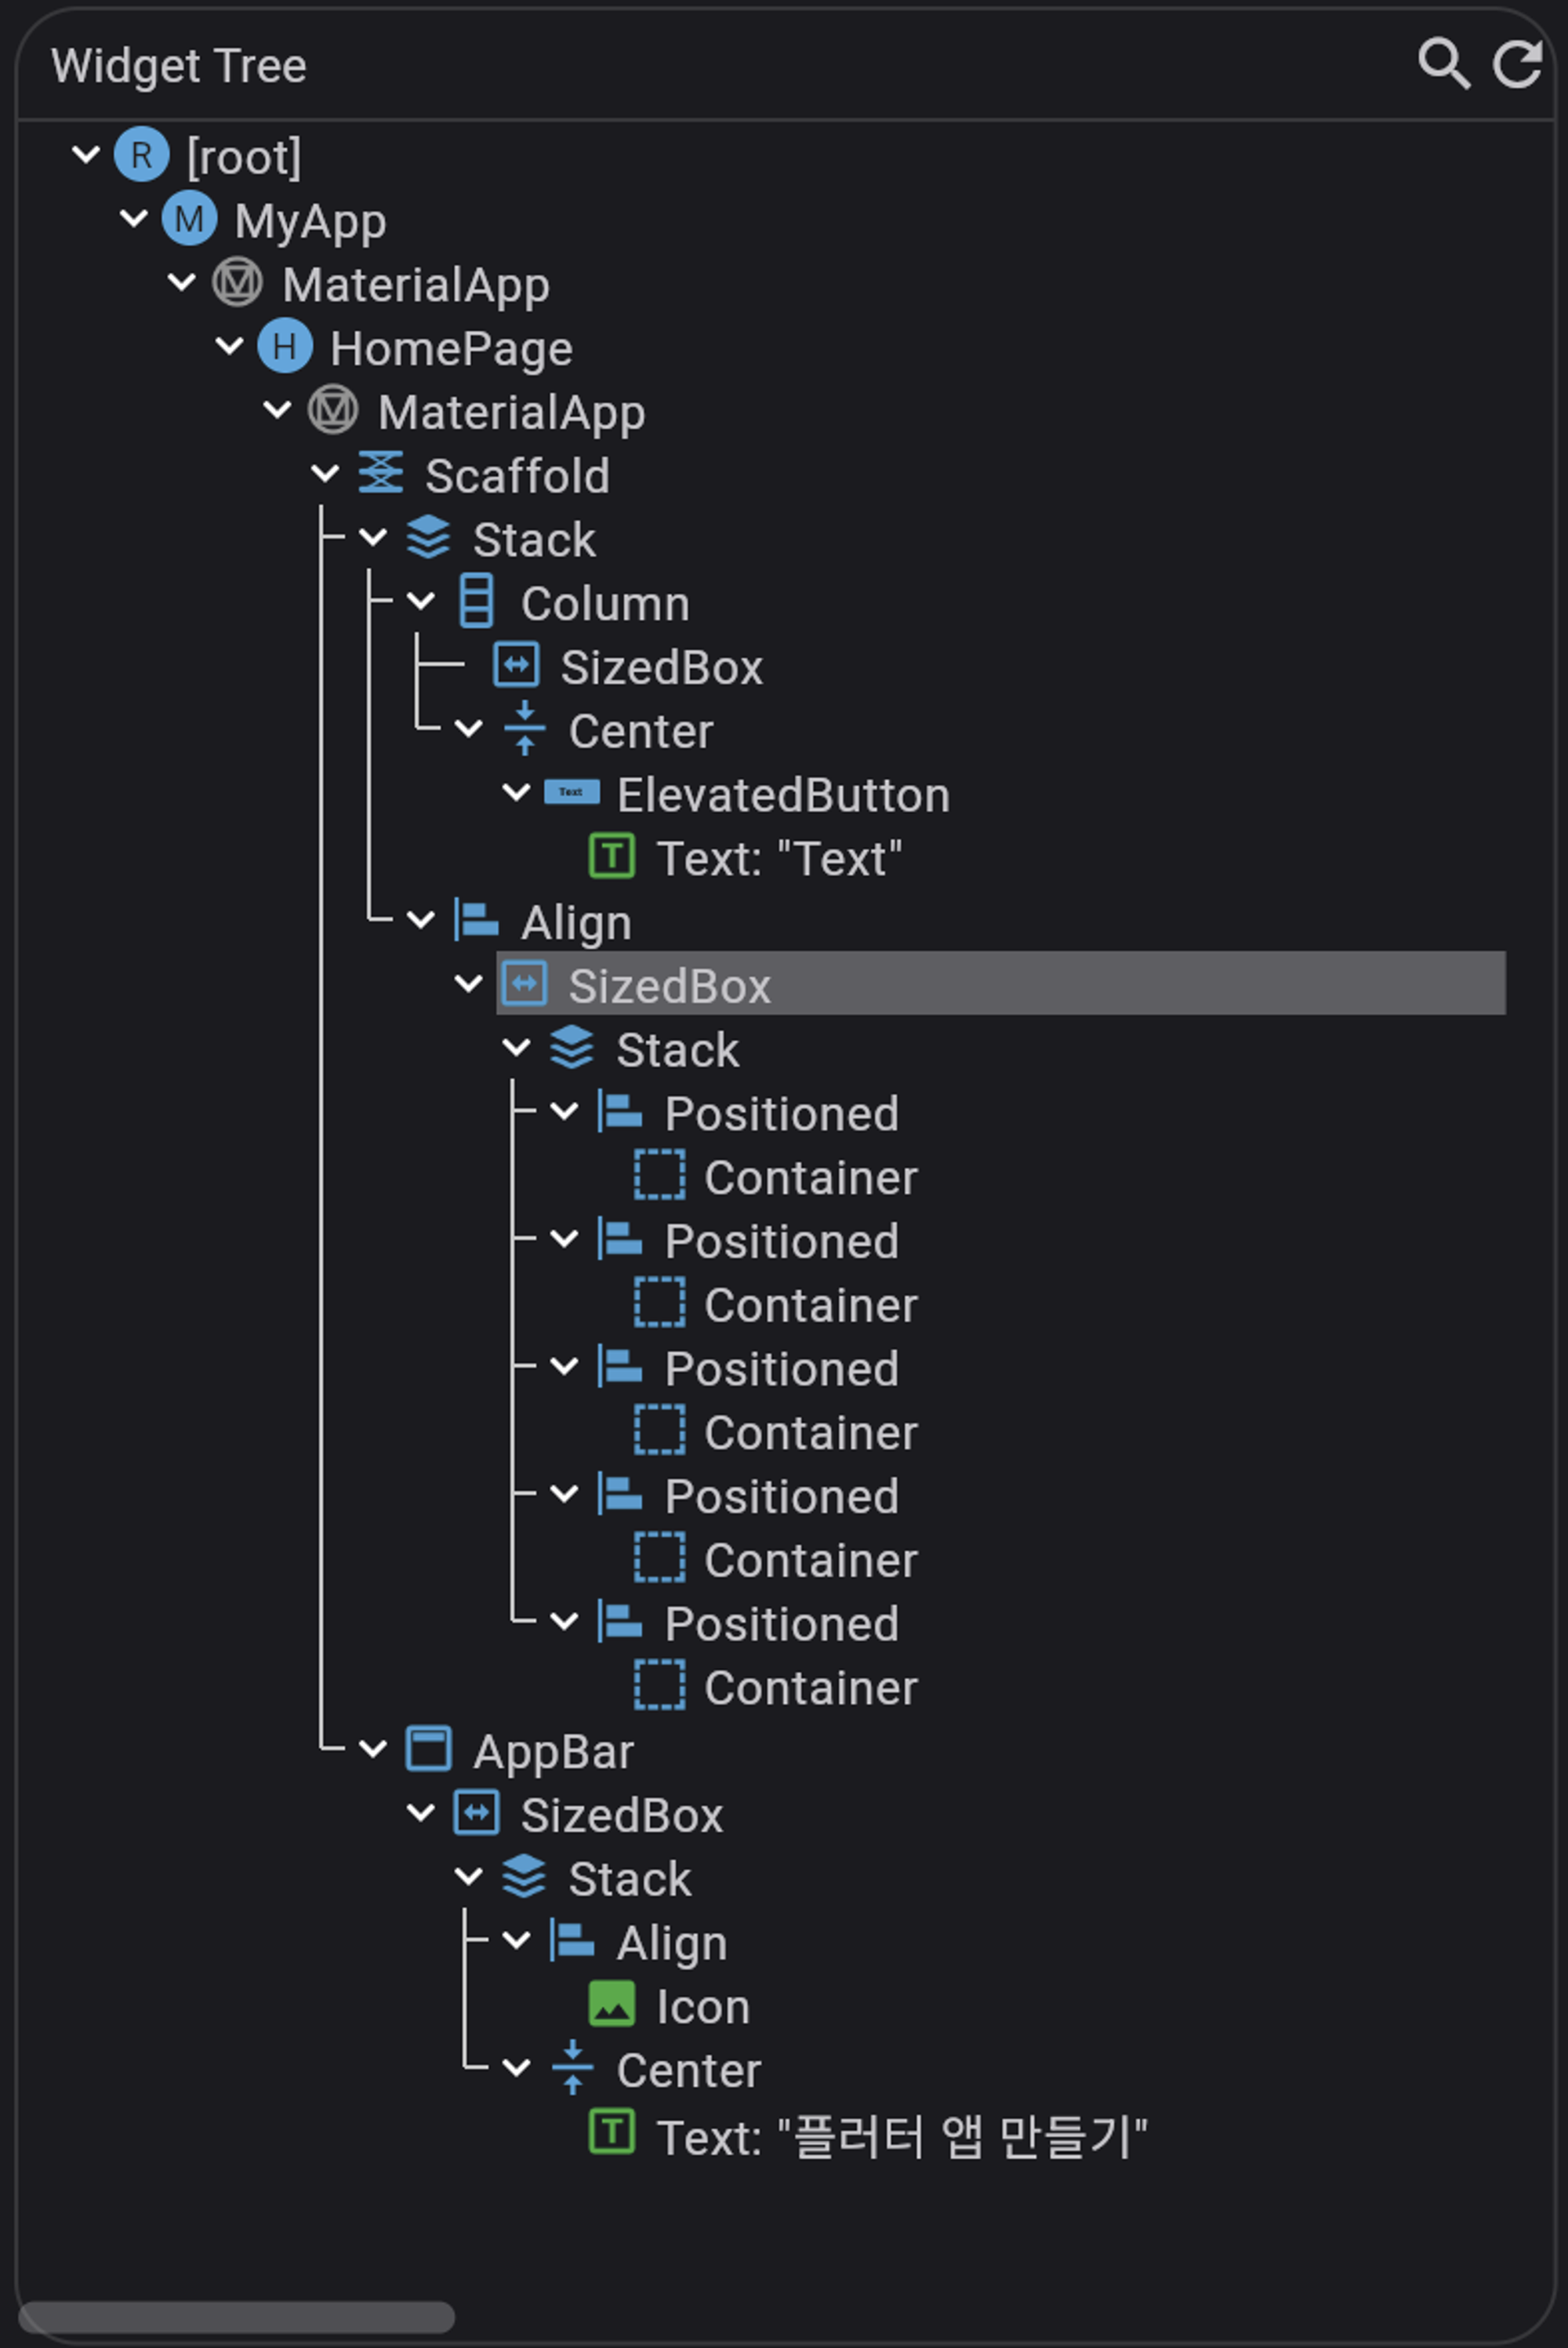 Widget Tree
R [root]
M MyApp
MaterialApp
H HomePage
MaterialApp
Scaffold
Stack
Column
SizedBox
Center
Text ElevatedButton
T Text: "Text"
Align
SizedBox
Stack
Positioned
Container
Positioned
Container
Positioned
Container
Positioned
Container
Positioned
Container
AppBar
SizedBox
Stack
Align
Icon
Center
T Text: "플러터 앱 만들기"